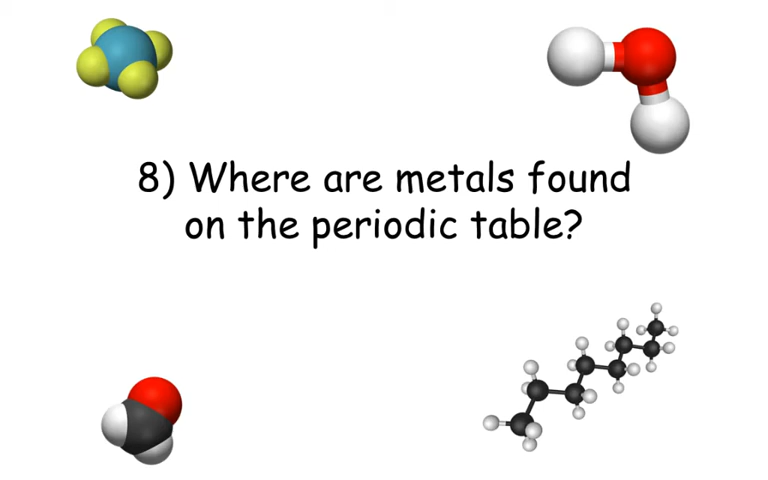 8) Where are metals found
on the periodic table?